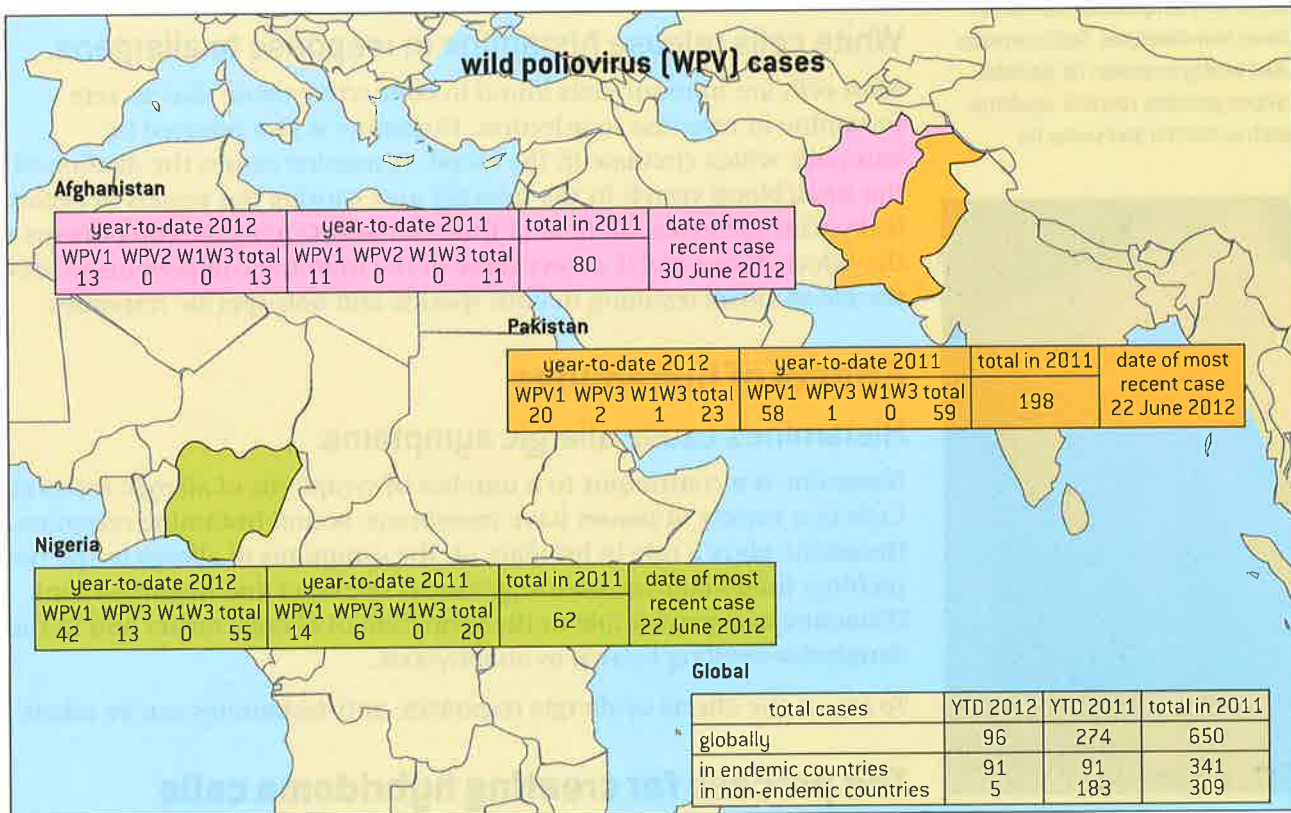 wild poliovirus (WPV) cases
Afghanistan
year-to-date 2012 year-to-date 2011 total in 2011 date of most recent case 30 June 2012
WPV1 WPV2 W1W3 total WPV1 WPV2 W1W3 total
13 0 0 13 11 0 0 11 80
Pakistan
year-to-date 2012 year-to-date 2011 total in 2011 date of most recent case 22 June 2012
WPV1 WPV3 W1W3 total WPV1 WPV3 W1W3 total
20 2 1 23 58 1 0 59 198
Nigeria
year-to-date 2012 year-to-date 2011 total in 2011 date of most recent case 22 June 2012
WPV1 WPV3 W1W3 total WPV1 WPV3 W1W3 total
42 13 0 55 14 6 0 20 62
Global
total cases YTD 2012 YTD 2011 total in 2011
globally 96 274 650
in endemic countries 91 91 341
in non-endemic countries 5 183 309